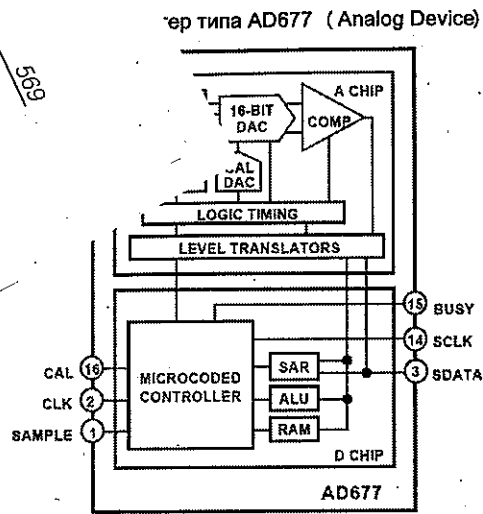 ер типа AD677 ( Analog Device)
569
A CHIP
16-BIT
DAC
COMP
CAL
DAC
LOGIC TIMING
LEVEL TRANSLATORS
15 BUSY
14 SCLK
3 SDATA
CAL 16
CLK 2
SAMPLE 1
MICROCODED
CONTROLLER
SAR
ALU
RAM
D CHIP
AD677